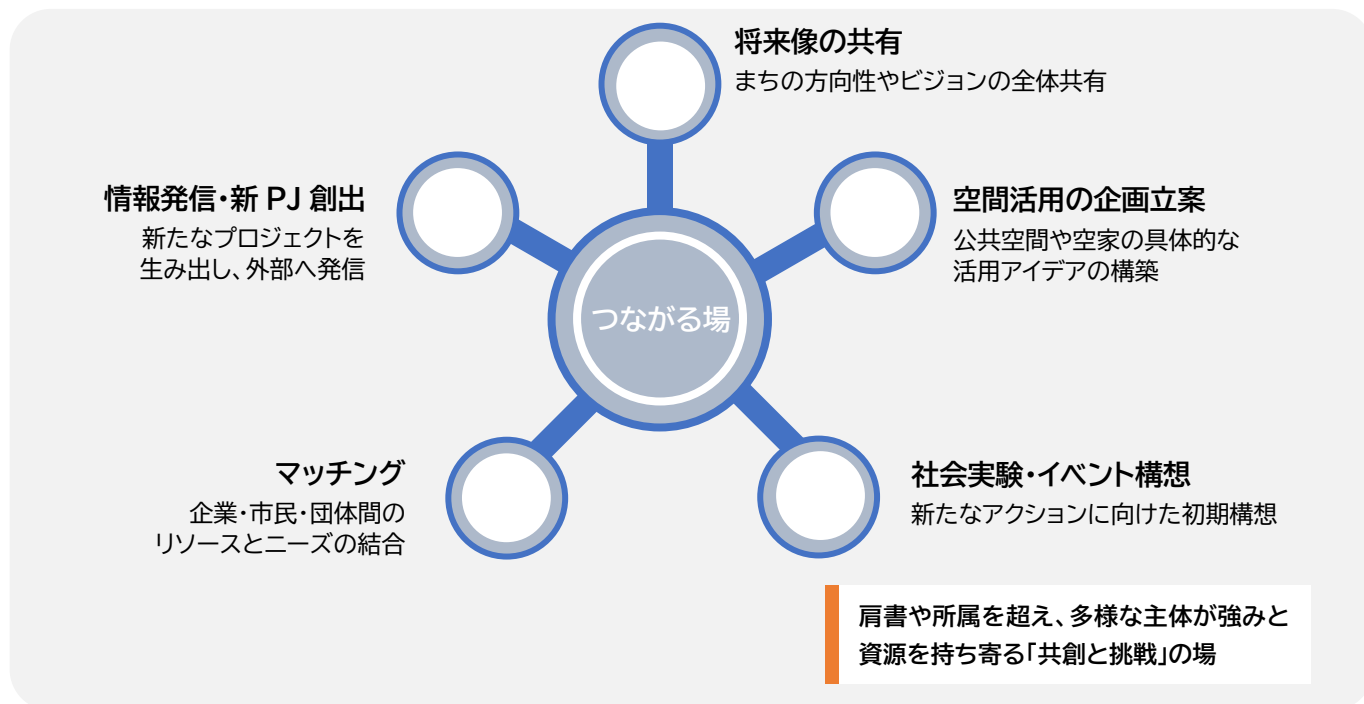 将来像の共有
まちの方向性やビジョンの全体共有
情報発信・新 PJ 創出
新たなプロジェクトを
生み出し、外部へ発信
空間活用の企画立案
公共空間や空家の具体的な
活用アイデアの構築
つながる場
マッチング
企業・市民・団体間の
リソースとニーズの結合
社会実験・イベント構想
新たなアクションに向けた初期構想
肩書や所属を超え、多様な主体が強みと
資源を持ち寄る「共創と挑戦」の場